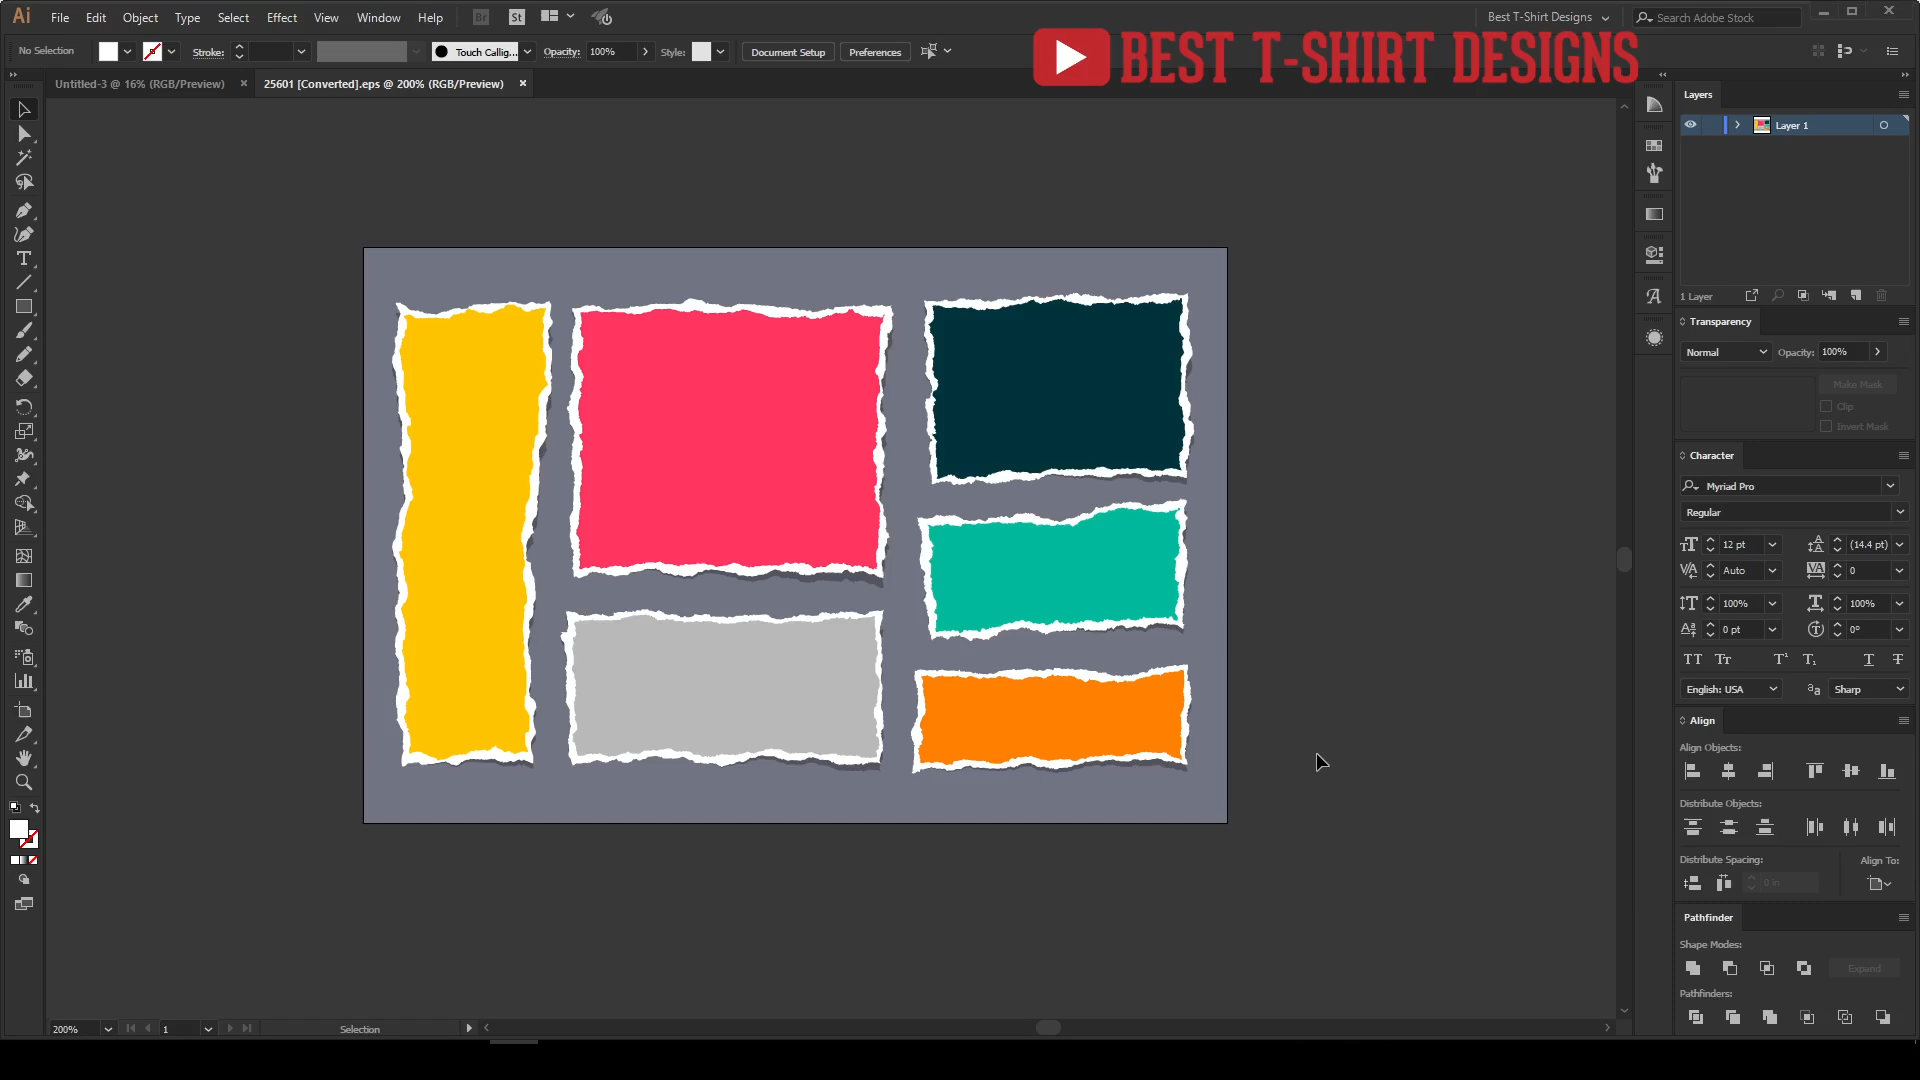 Ai File Edit Object Type Select Effect View Window Help Br St Best T-Shirt Designs Search Adobe Stock
No Selection Stroke: Touch Callig... Opacity: 100% Style: Document Setup Preferences
BEST T-SHIRT DESIGNS
Untitled-3 @ 16% (RGB/Preview) × 25601 [Converted].eps @ 200% (RGB/Preview) ×
Layers
Layer 1
1 Layer
Transparency
Normal Opacity: 100%
Make Mask
Clip
Invert Mask
Character
Myriad Pro
Regular
12 pt (14.4 pt)
Auto 0
100% 100%
0 pt 0°
English: USA Sharp
Align
Align Objects:
Distribute Objects:
Distribute Spacing: Align To:
0 in
Pathfinder
Shape Modes:
Expand
Pathfinders:
200% 1 Selection